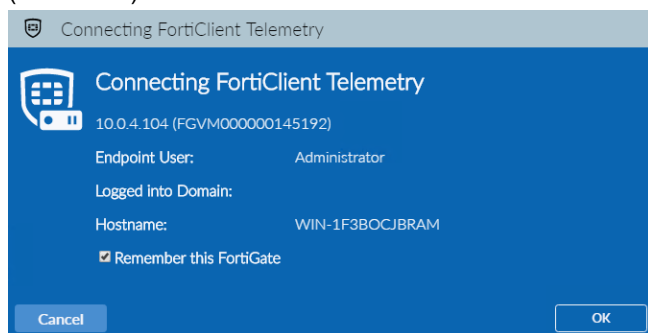 Connecting FortiClient Telemetry
Connecting FortiClient Telemetry
10.0.4.104 (FGVM000000145192)
Endpoint User: Administrator
Logged into Domain:
Hostname: WIN-1F3BOCJBRAM
Remember this FortiGate
Cancel OK